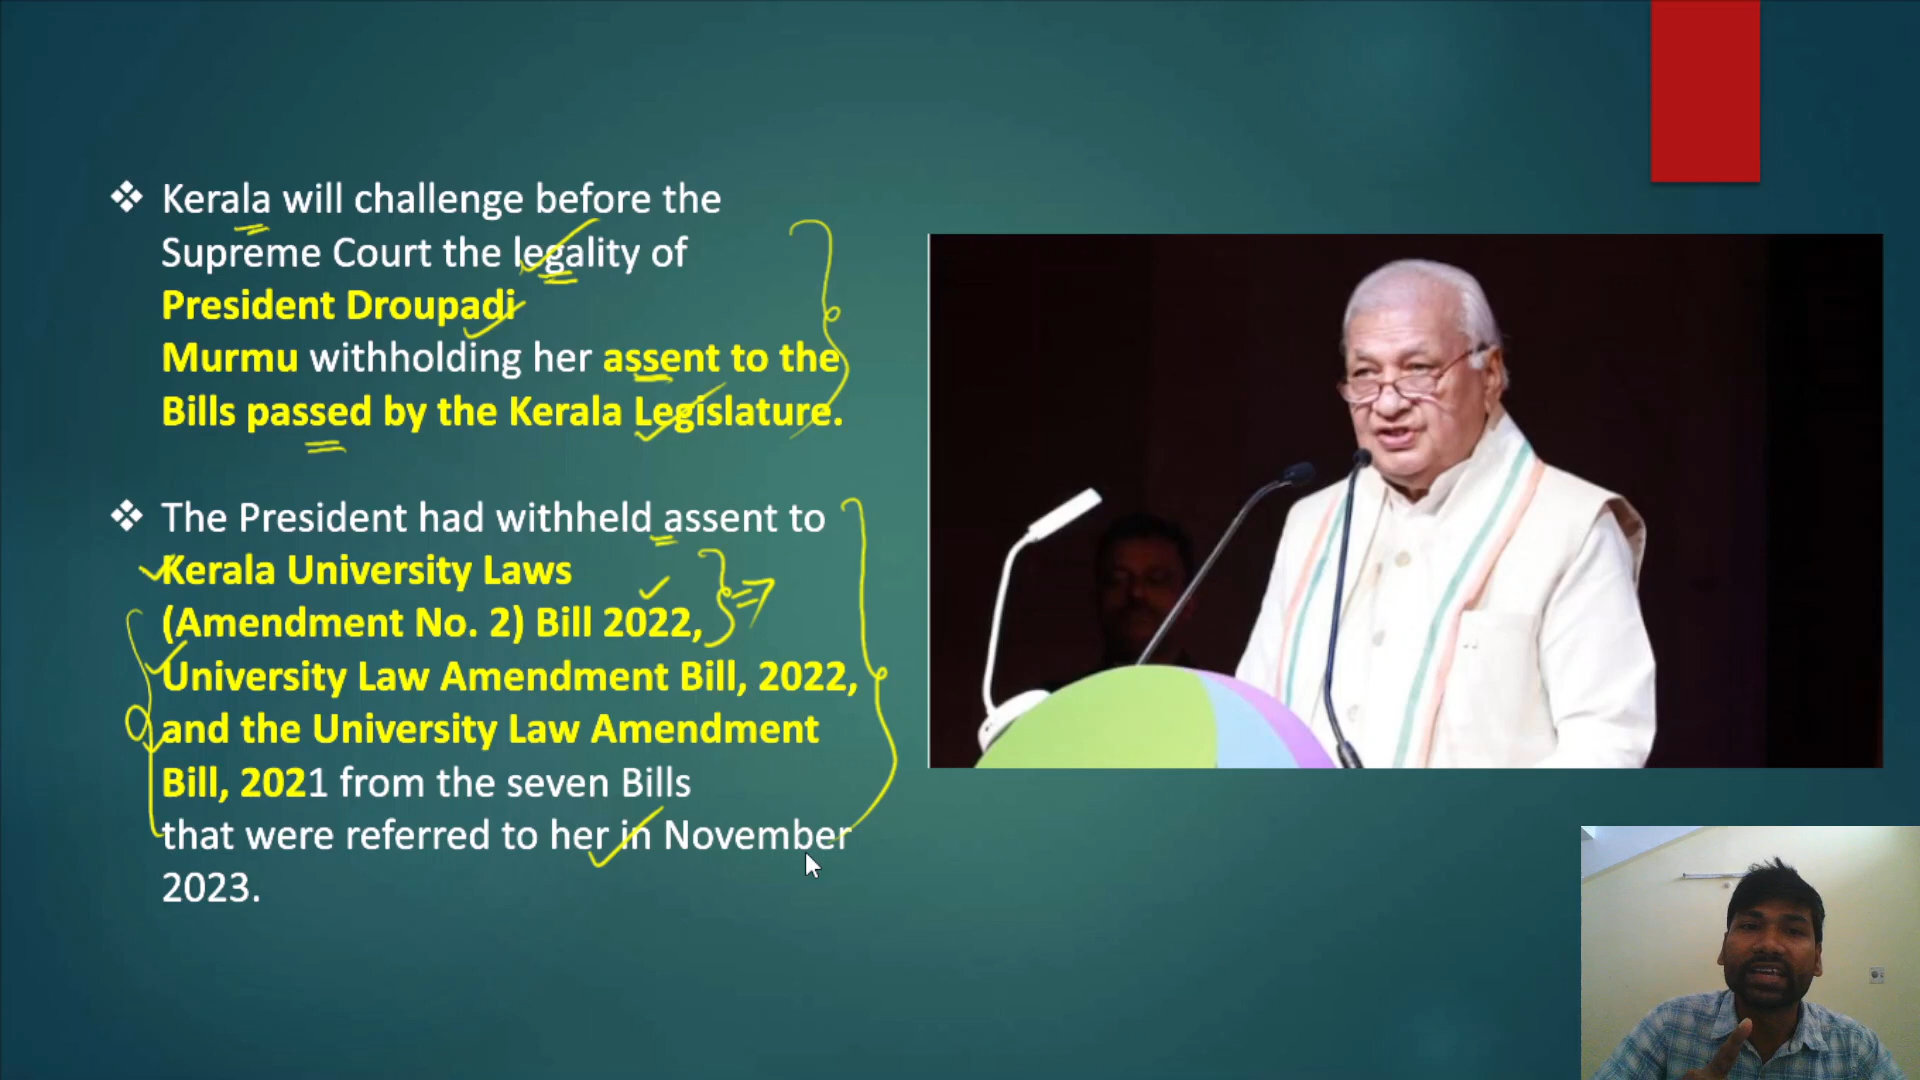 Kerala will challenge before the
Supreme Court the legality of
President Droupadi
Murmu withholding her assent to the
Bills passed by the Kerala Legislature.
The President had withheld assent to
Kerala University Laws
(Amendment No. 2) Bill 2022,
University Law Amendment Bill, 2022,
and the University Law Amendment
Bill, 2021 from the seven Bills
that were referred to her in November
2023.